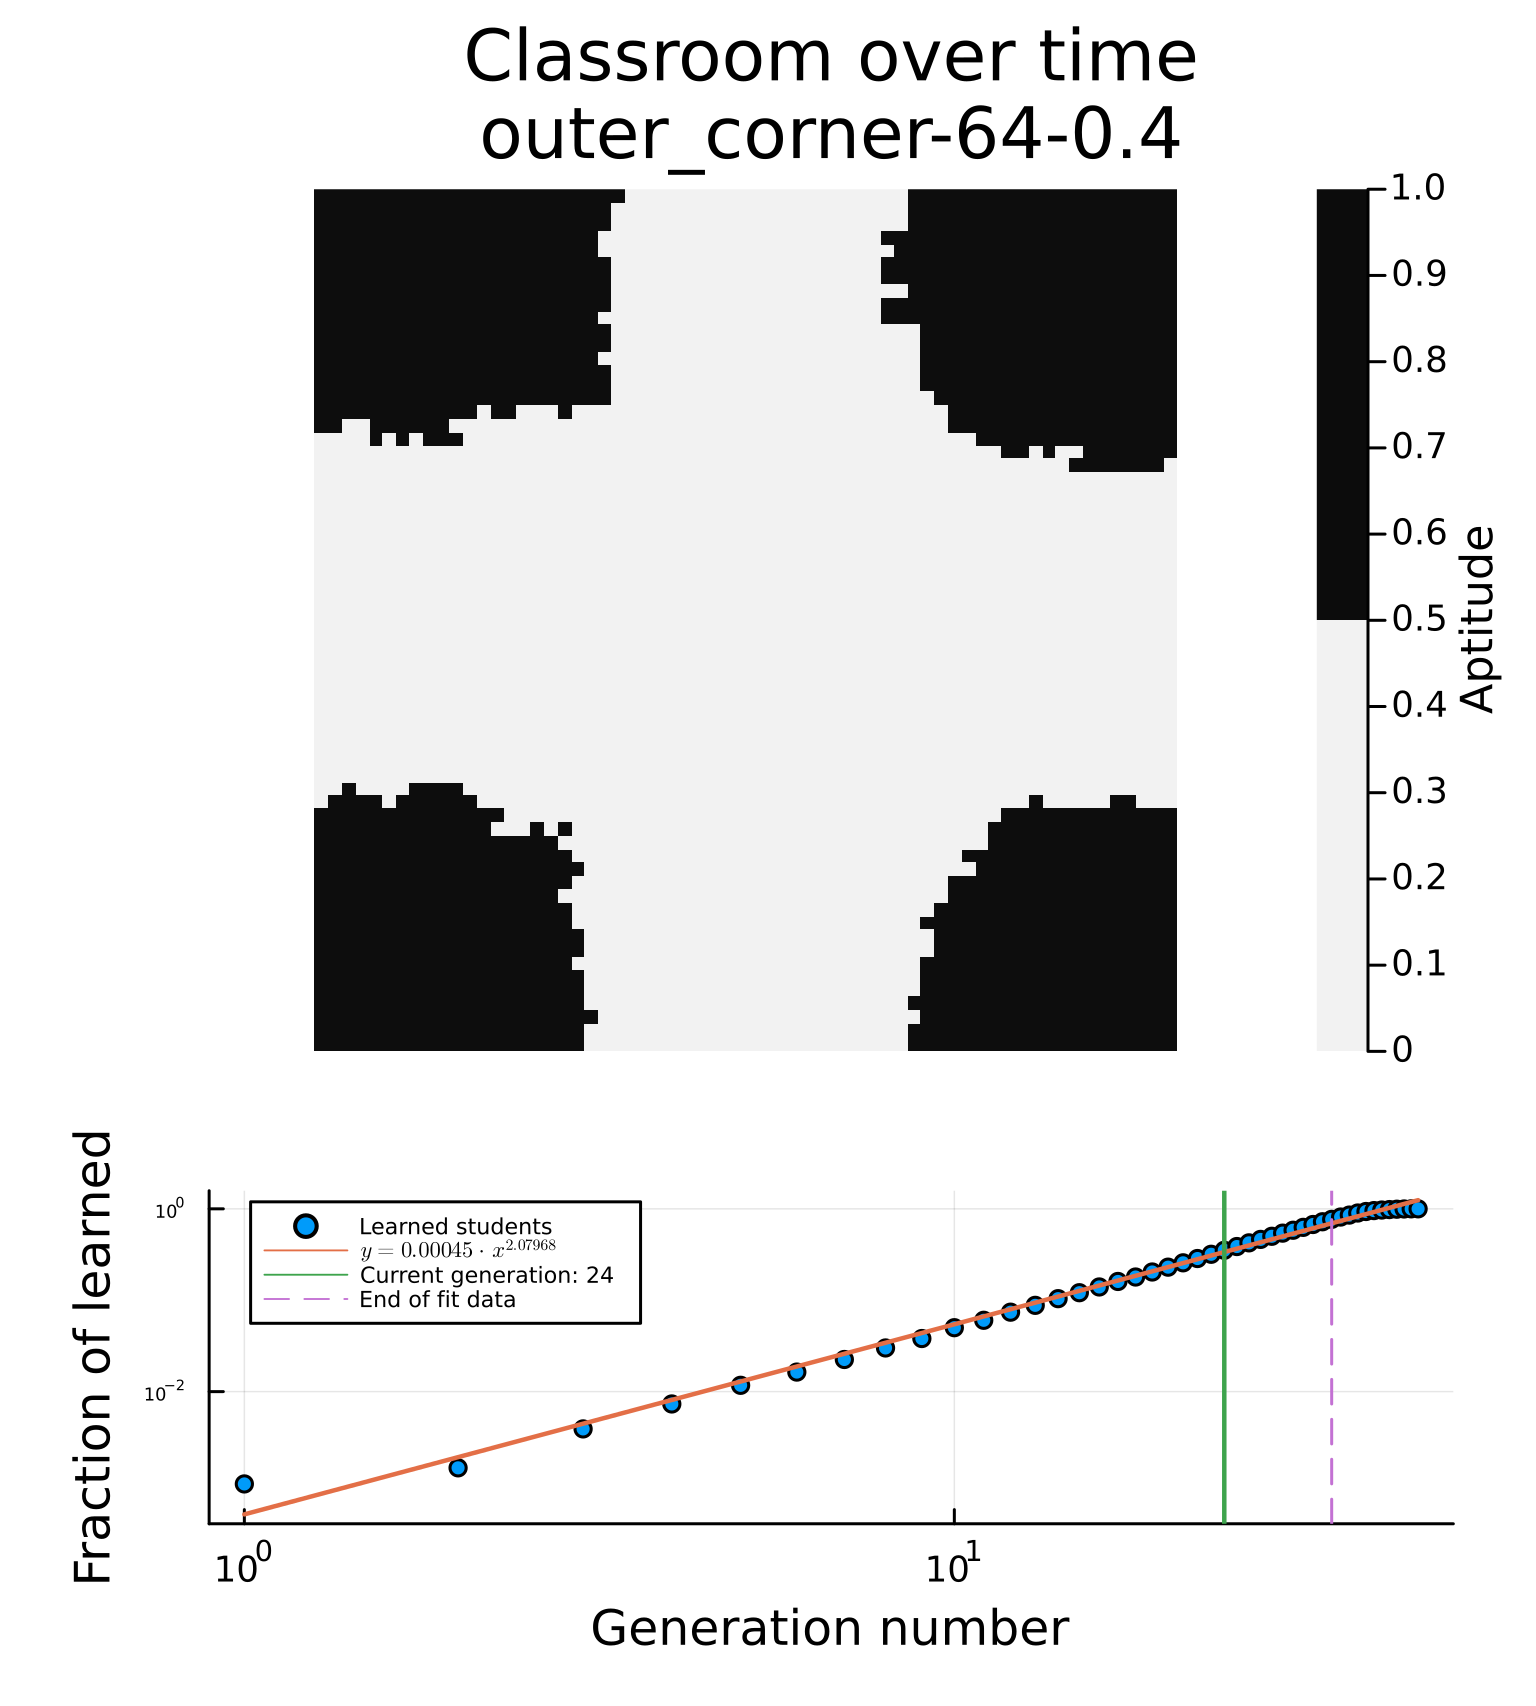 Classroom over time
outer_corner-64-0.4
1.0
0.9
0.8
0.7
0.6
0.5
0.4
0.3
0.2
0.1
0
Aptitude
Fraction of learned
10⁰
10⁻²
Learned students
y = 0.00045 · x^2.07968
Current generation: 24
End of fit data
10⁰
10¹
Generation number